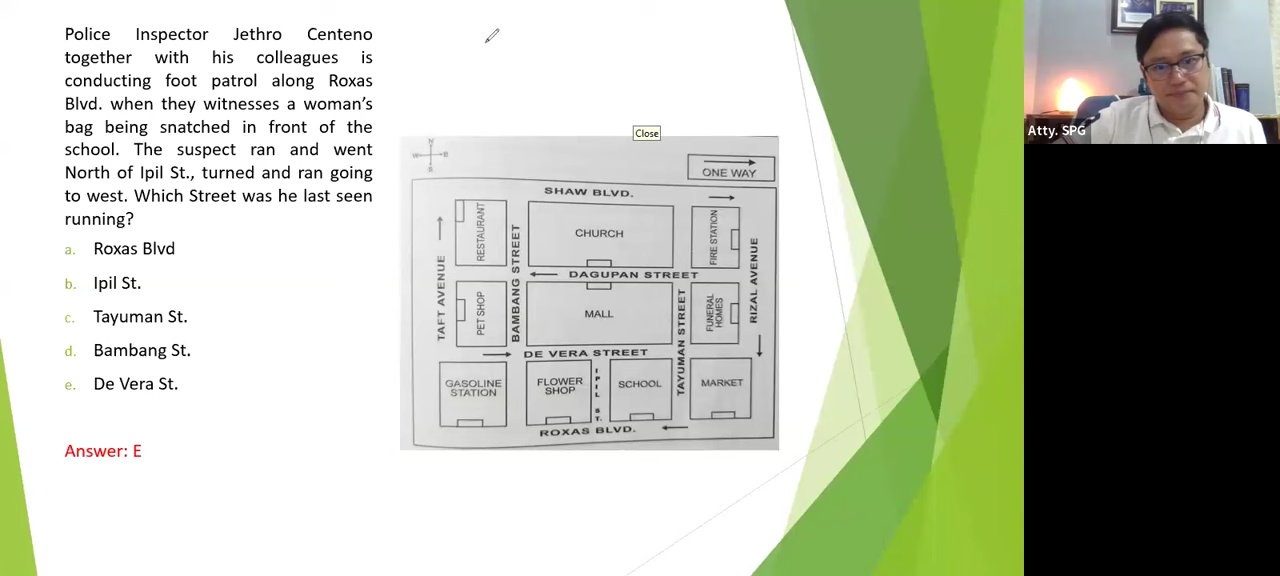 Police Inspector Jethro Centeno
together with his colleagues is
conducting foot patrol along Roxas
Blvd. when they witnesses a woman's
bag being snatched in front of the
school. The suspect ran and went
North of Ipil St., turned and ran going
to west. Which Street was he last seen
running?
a. Roxas Blvd
b. Ipil St.
c. Tayuman St.
d. Bambang St.
e. De Vera St.
Answer: E
Close
N
W E
S
ONE WAY
SHAW BLVD.
TAFT AVENUE
RESTAURANT
BAMBANG STREET
CHURCH
FIRE STATION
RIZAL AVENUE
DAGUPAN STREET
PET SHOP
MALL
TAYUMAN STREET
FUNERAL
HOMES
DE VERA STREET
GASOLINE
STATION
FLOWER
SHOP
IPIL ST.
SCHOOL
MARKET
ROXAS BLVD.
Atty. SPG